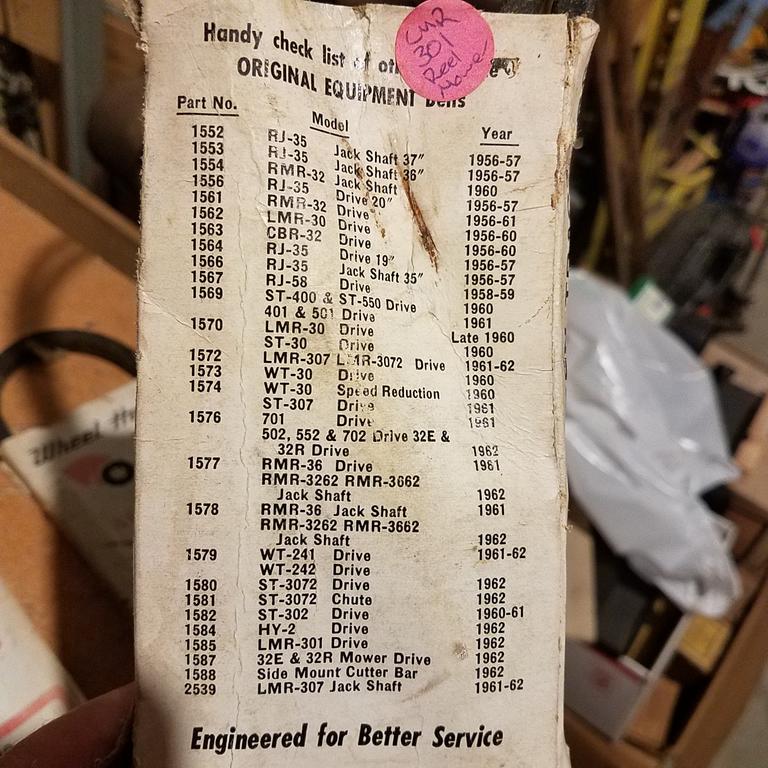 Handy check list of
ORIGINAL EQUIPMENT Belts
LMR
301
Reel
Mower
Part No. Model Year
1552 RJ-35 Jack Shaft 37" 1956-57
1553 RJ-35 Jack Shaft 36" 1956-57
1554 RMR-32 Jack Shaft 1960
1556 RJ-35 Drive 20" 1956-57
1561 RMR-32 Drive 1956-61
1562 LMR-30 Drive 1956-60
1563 CBR-32 Drive 1956-60
1564 RJ-35 Drive 19" 1956-57
1566 RJ-35 Jack Shaft 35" 1956-57
1567 RJ-58 Drive 1958-59
1569 ST-400 & ST-550 Drive 1960
401 & 501 Drive 1961
1570 LMR-30 Drive Late 1960
ST-30 Drive 1960
1572 LMR-307 LMR-3072 Drive 1961-62
1573 WT-30 Drive 1960
1574 WT-30 Speed Reduction 1960
ST-307 Drive 1961
1576 701 Drive 1961
502, 552 & 702 Drive 32E &
32R Drive 1962
1577 RMR-36 Drive 1961
RMR-3262 RMR-3662
Jack Shaft 1962
1578 RMR-36 Jack Shaft 1961
RMR-3262 RMR-3662
Jack Shaft 1962
1579 WT-241 Drive 1961-62
WT-242 Drive
1580 ST-3072 Drive 1962
1581 ST-3072 Chute 1962
1582 ST-302 Drive 1960-61
1584 HY-2 Drive 1962
1585 LMR-301 Drive 1962
1587 32E & 32R Mower Drive 1962
1588 Side Mount Cutter Bar 1962
2539 LMR-307 Jack Shaft 1961-62
Engineered for Better Service
Wheel